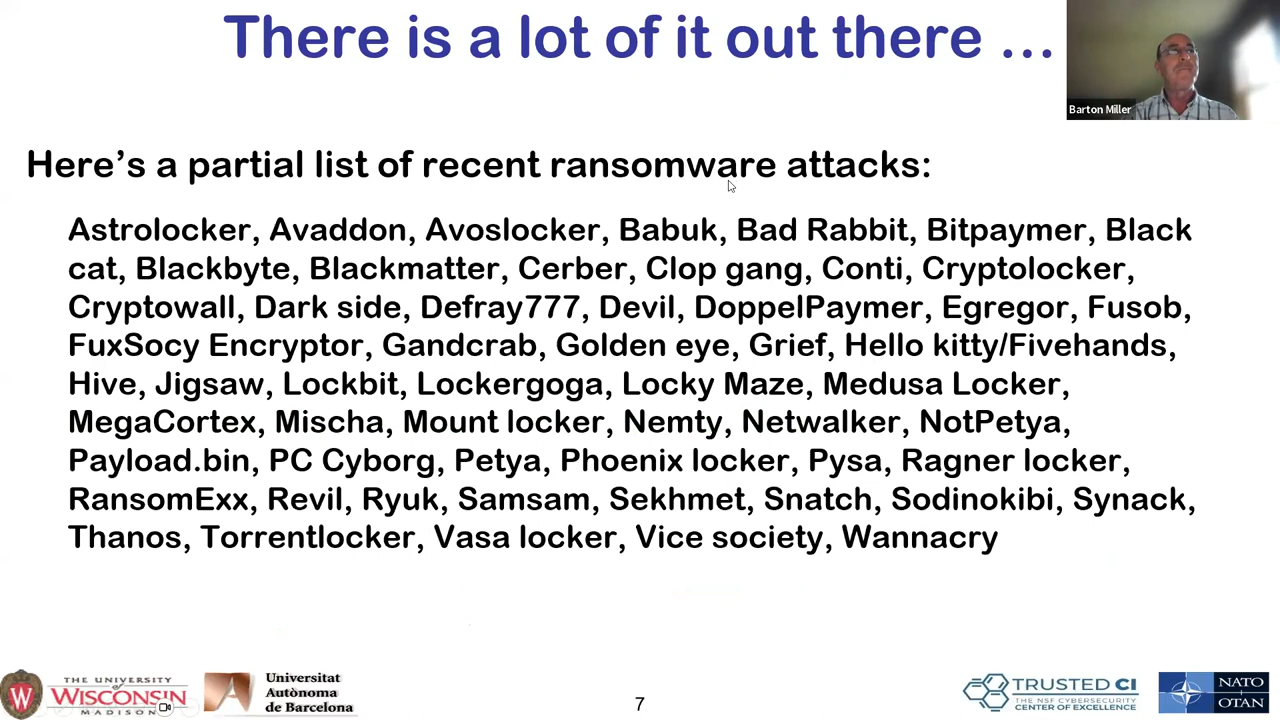 There is a lot of it out there ...
Barton Miller
Here's a partial list of recent ransomware attacks:
Astrolocker, Avaddon, Avoslocker, Babuk, Bad Rabbit, Bitpaymer, Black
cat, Blackbyte, Blackmatter, Cerber, Clop gang, Conti, Cryptolocker,
Cryptowall, Dark side, Defray777, Devil, DoppelPaymer, Egregor, Fusob,
FuxSocy Encryptor, Gandcrab, Golden eye, Grief, Hello kitty/Fivehands,
Hive, Jigsaw, Lockbit, Lockergoga, Locky Maze, Medusa Locker,
MegaCortex, Mischa, Mount locker, Nemty, Netwalker, NotPetya,
Payload.bin, PC Cyborg, Petya, Phoenix locker, Pysa, Ragner locker,
RansomExx, Revil, Ryuk, Samsam, Sekhmet, Snatch, Sodinokibi, Synack,
Thanos, Torrentlocker, Vasa locker, Vice society, Wannacry
THE UNIVERSITY
of
WISCONSIN
MADISON
Universitat
Autònoma
de Barcelona
7
TRUSTED CI
THE NSF CYBERSECURITY
CENTER OF EXCELLENCE
NATO
OTAN